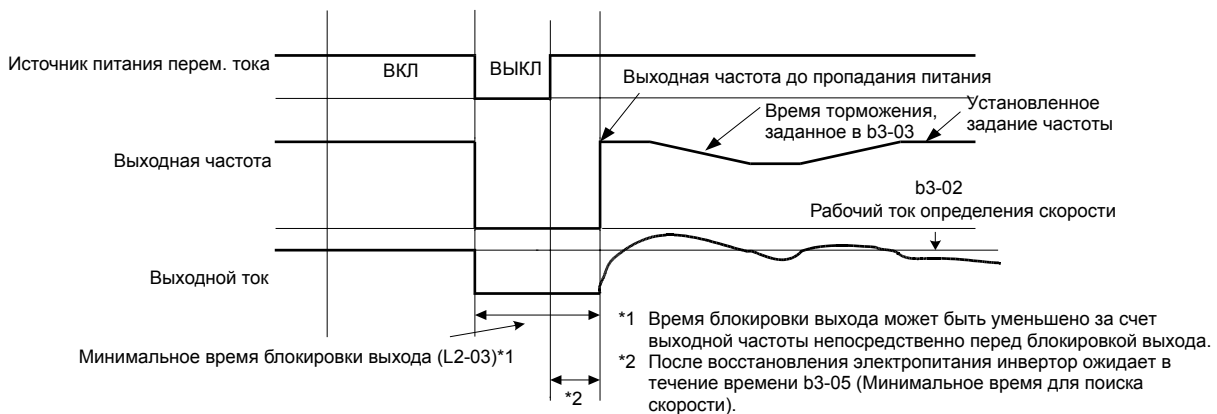 Источник питания перем. тока
ВКЛ
ВЫКЛ
Выходная частота до пропадания питания
Время торможения,
заданное в b3-03
Установленное
задание частоты
Выходная частота
b3-02
Рабочий ток определения скорости
Выходной ток
Минимальное время блокировки выхода (L2-03)*1
*2
*1 Время блокировки выхода может быть уменьшено за счет
выходной частоты непосредственно перед блокировкой выхода.
*2 После восстановления электропитания инвертор ожидает в
течение времени b3-05 (Минимальное время для поиска
скорости).